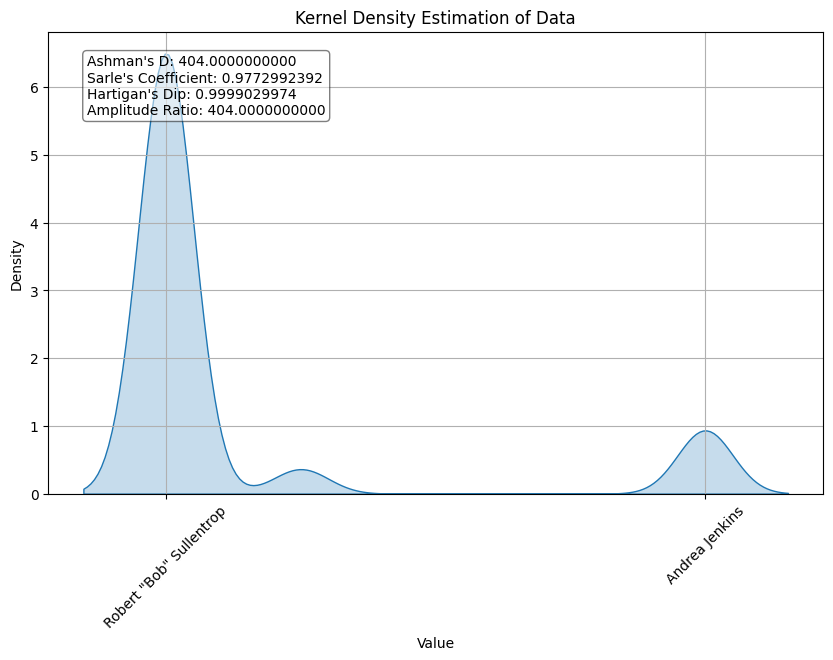 Kernel Density Estimation of Data
Ashman's D: 404.0000000000
Sarle's Coefficient: 0.9772992392
Hartigan's Dip: 0.9999029974
Amplitude Ratio: 404.0000000000
6
5
4
3
2
1
0
Density
Robert "Bob" Sullentrop
Andrea Jenkins
Value